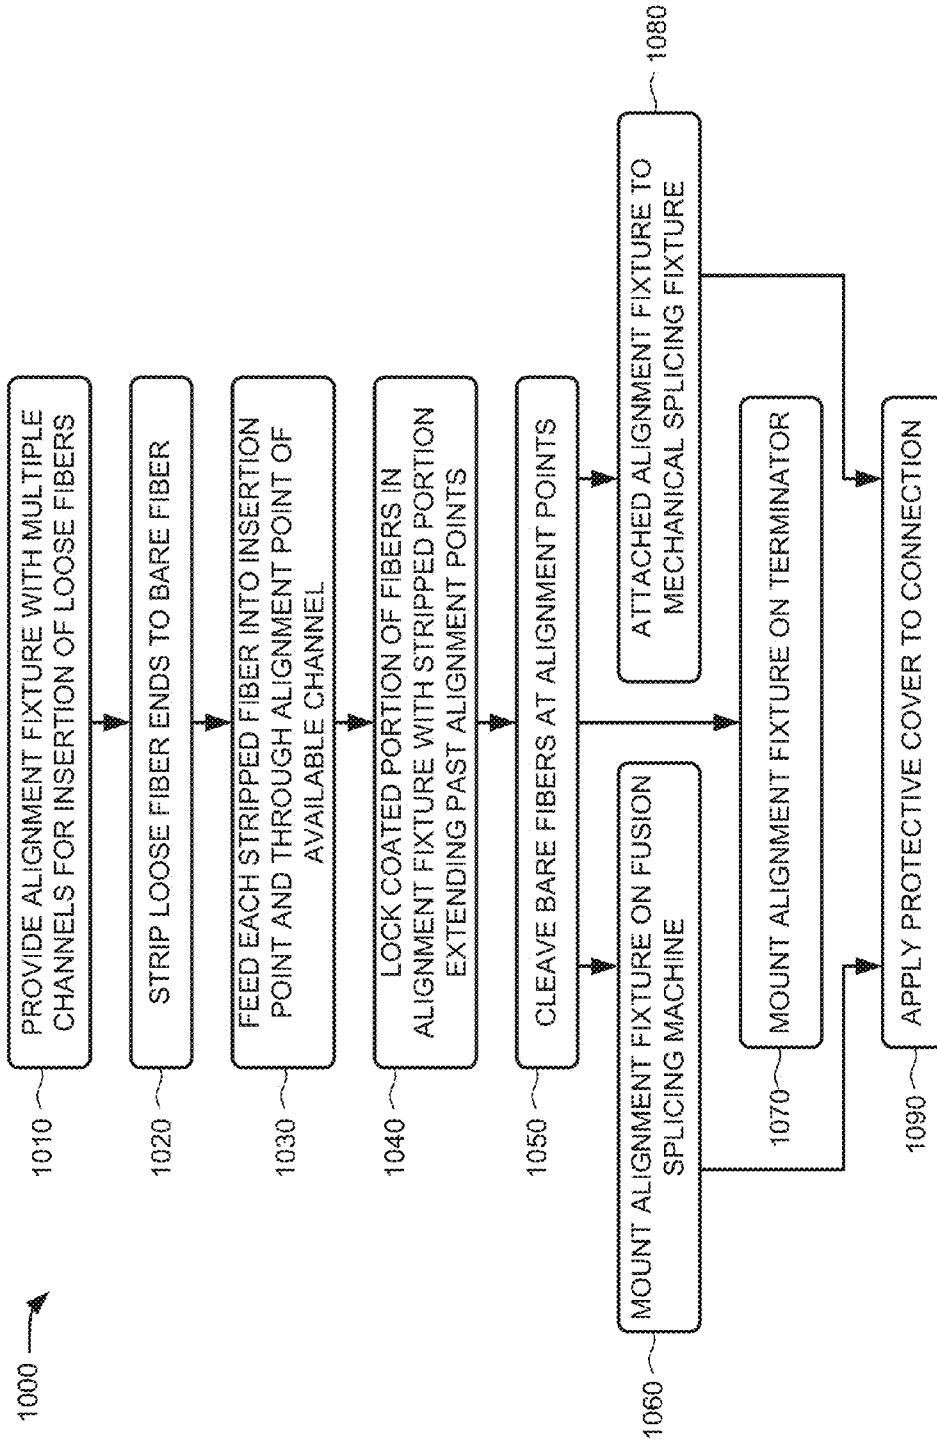 1000
1010
PROVIDE ALIGNMENT FIXTURE WITH MULTIPLE
CHANNELS FOR INSERTION OF LOOSE FIBERS
1020
STRIP LOOSE FIBER ENDS TO BARE FIBER
1030
FEED EACH STRIPPED FIBER INTO INSERTION
POINT AND THROUGH ALIGNMENT POINT OF
AVAILABLE CHANNEL
1040
LOCK COATED PORTION OF FIBERS IN
ALIGNMENT FIXTURE WITH STRIPPED PORTION
EXTENDING PAST ALIGNMENT POINTS
1050
CLEAVE BARE FIBERS AT ALIGNMENT POINTS
1060
MOUNT ALIGNMENT FIXTURE ON FUSION
SPLICING MACHINE
1080
ATTACHED ALIGNMENT FIXTURE TO
MECHANICAL SPLICING FIXTURE
1070
MOUNT ALIGNMENT FIXTURE ON TERMINATOR
1090
APPLY PROTECTIVE COVER TO CONNECTION